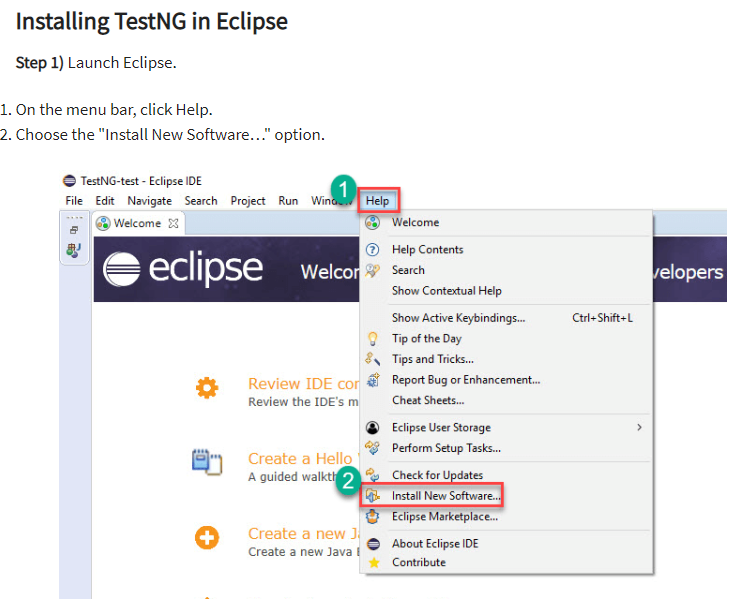 Installing TestNG in Eclipse
Step 1) Launch Eclipse.
1. On the menu bar, click Help.
2. Choose the "Install New Software…" option.
TestNG-test - Eclipse IDE
File Edit Navigate Search Project Run 1 Help
Welcome
eclipse
Welcome
Help Contents
Search
Show Contextual Help
Show Active Keybindings... Ctrl+Shift+L
Tip of the Day
Tips and Tricks...
Report Bug or Enhancement...
Cheat Sheets...
Eclipse User Storage
Perform Setup Tasks...
Check for Updates
2 Install New Software...
Eclipse Marketplace...
About Eclipse IDE
Contribute
Review IDE
Review the IDE's
Create a Hello
A guided
Create a new
Create a new Java